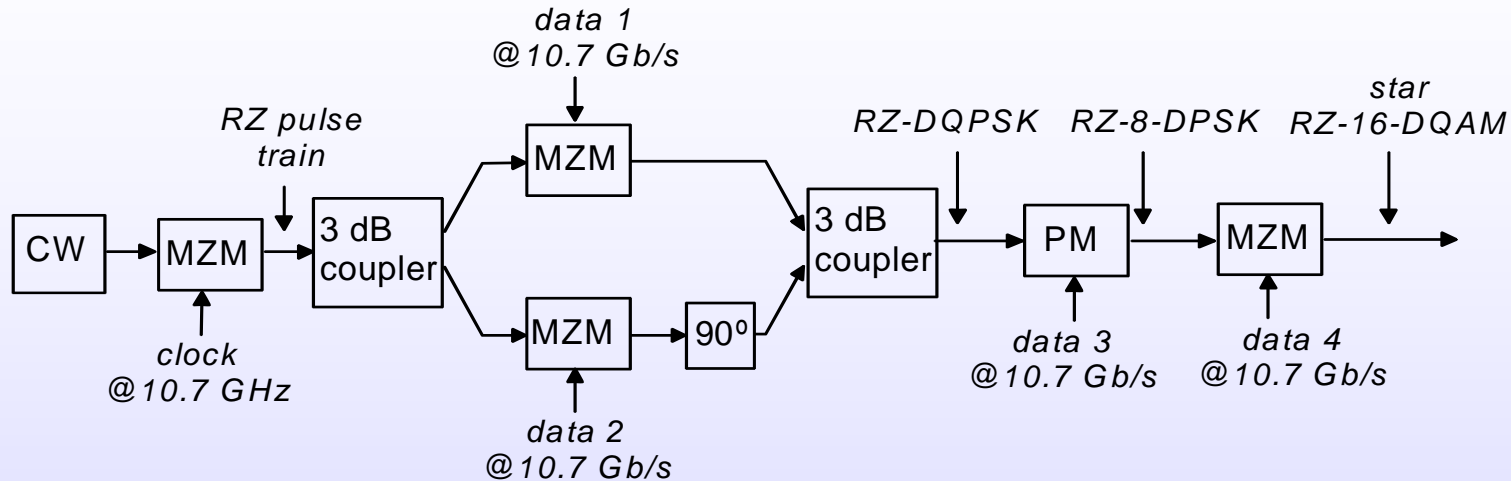 data 1
@10.7 Gb/s
RZ pulse
train
RZ-DQPSK
RZ-8-DPSK
star
RZ-16-DQAM
CW
MZM
3 dB
coupler
MZM
MZM
90º
3 dB
coupler
PM
MZM
clock
@10.7 GHz
data 2
@10.7 Gb/s
data 3
@10.7 Gb/s
data 4
@10.7 Gb/s